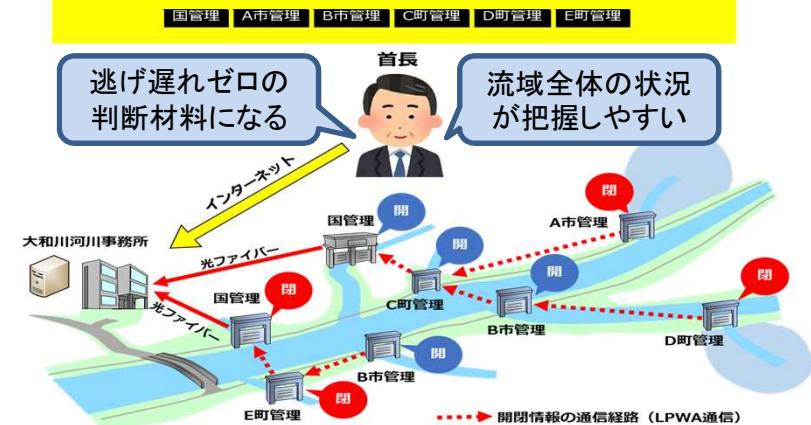 国管理 A市管理 B市管理 C町管理 D町管理 E町管理
首長
逃げ遅れゼロの
判断材料になる
流域全体の状況
が把握しやすい
インターネット
大和川河川事務所
光ファイバー
国管理
開
開
閉
A市管理
光ファイバー
国管理
閉
C町管理
開
B市管理
閉
D町管理
開
B市管理
閉
E町管理
開閉情報の通信経路（LPWA通信）